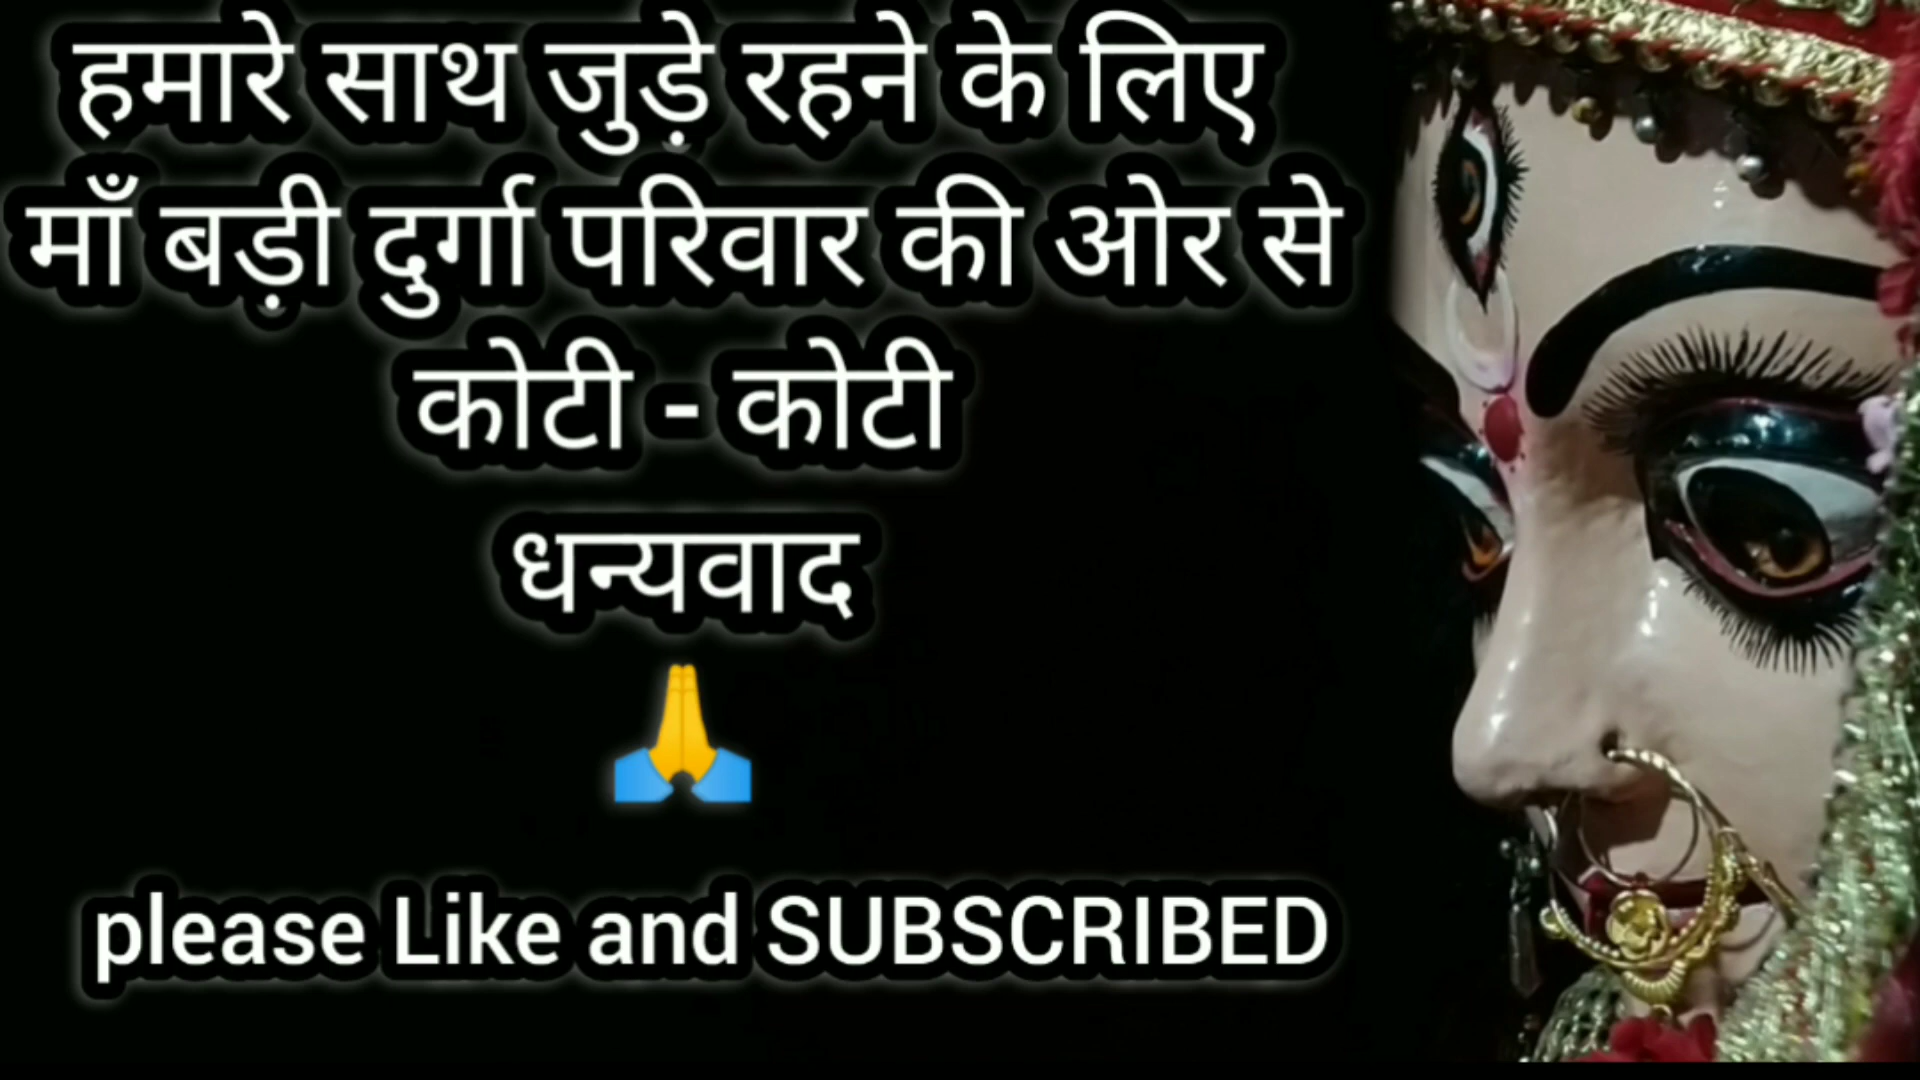 हमारे साथ जुड़े रहने के लिए
माँ बड़ी दुर्गा परिवार की ओर से
कोटी - कोटी
धन्यवाद
🙏
please Like and SUBSCRIBED